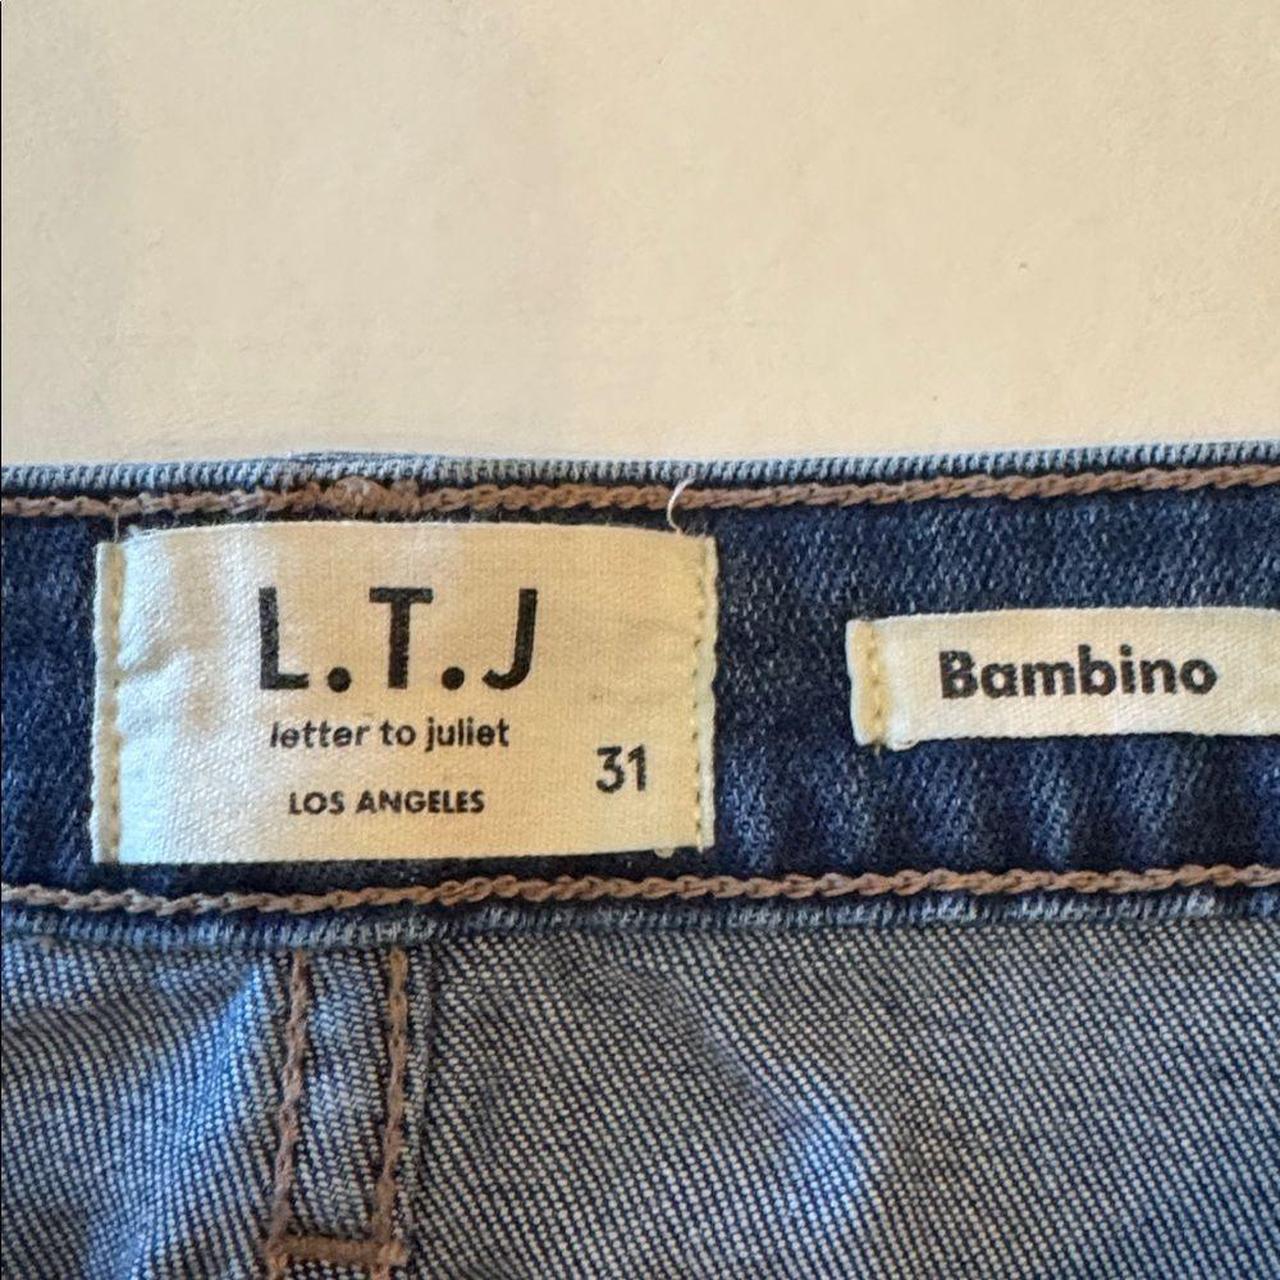 L.T.J
letter to juliet
31
LOS ANGELES
Bambino